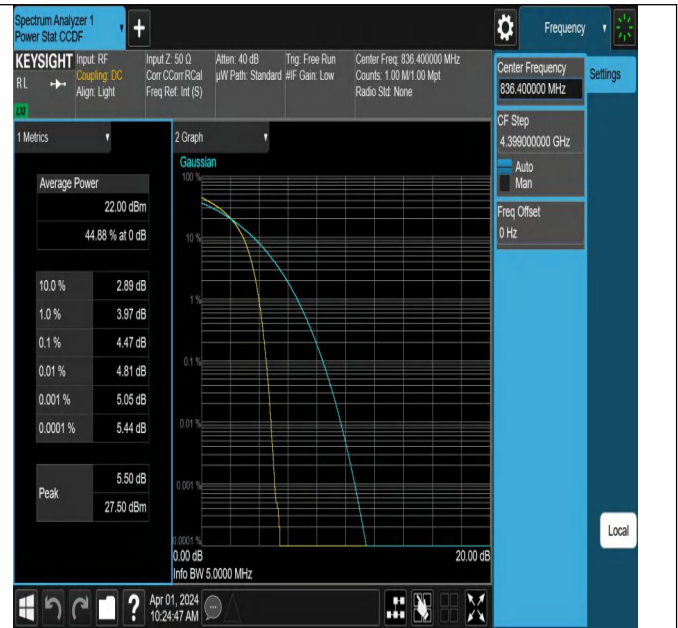 Spectrum Analyzer 1
Power Stat CCDF
Frequency
KEYSIGHT
RL
LXI
Input: RF
Coupling: DC
Align: Light
Input Z: 50 Ω
Corr CCorr RCal
Freq Ref: Int (S)
Atten: 40 dB
µW Path: Standard
Trig: Free Run
#IF Gain: Low
Center Freq: 836.400000 MHz
Counts: 1.00 M/1.00 Mpt
Radio Std: None
Center Frequency
836.400000 MHz
Settings
CF Step
4.399000000 GHz
Auto
Man
Freq Offset
0 Hz
1 Metrics
2 Graph
Average Power
22.00 dBm
44.88 % at 0 dB
10.0 % 2.89 dB
1.0 % 3.97 dB
0.1 % 4.47 dB
0.01 % 4.81 dB
0.001 % 5.05 dB
0.0001 % 5.44 dB
Peak
5.50 dB
27.50 dBm
Gaussian
100 %
10 %
1 %
0.1 %
0.01 %
0.001 %
0.0001 %
0.00 dB 20.00 dB
Info BW 5.0000 MHz
Local
?
Apr 01, 2024
10:24:47 AM